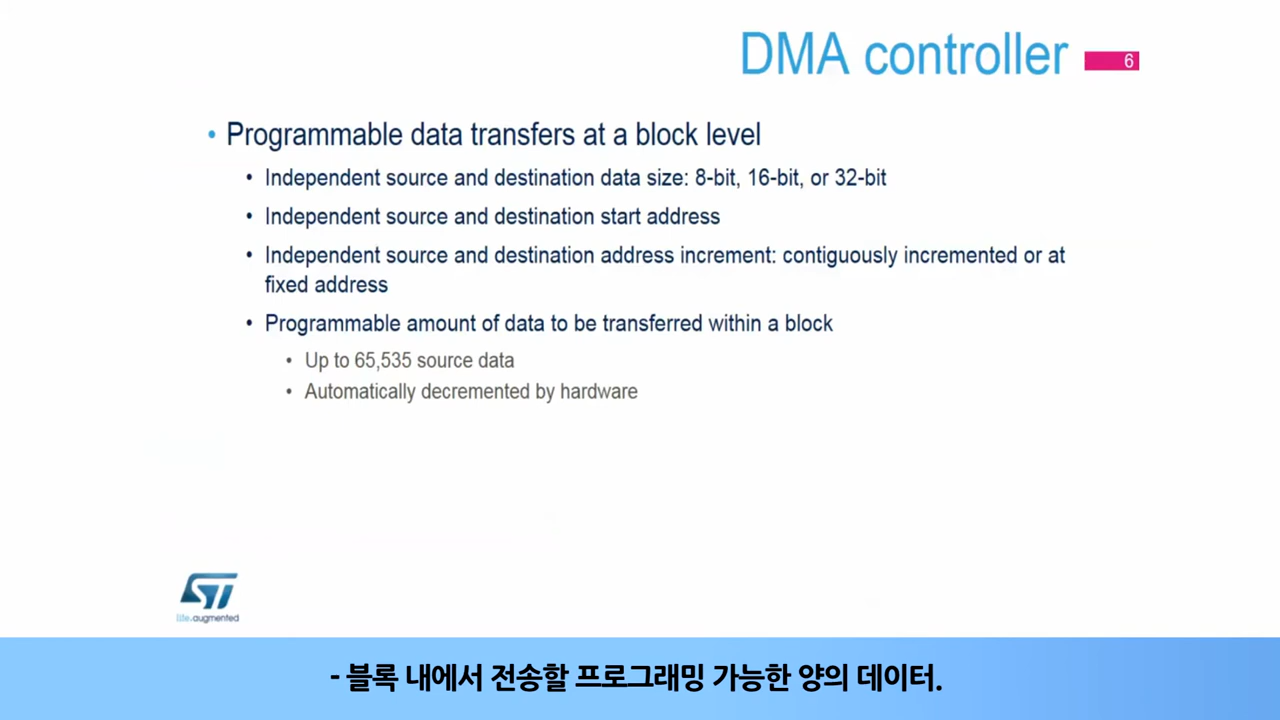 DMA controller 6
• Programmable data transfers at a block level
• Independent source and destination data size: 8-bit, 16-bit, or 32-bit
• Independent source and destination start address
• Independent source and destination address increment: contiguously incremented or at
fixed address
• Programmable amount of data to be transferred within a block
• Up to 65,535 source data
• Automatically decremented by hardware
ST
life.augmented
- 블록 내에서 전송할 프로그래밍 가능한 양의 데이터.